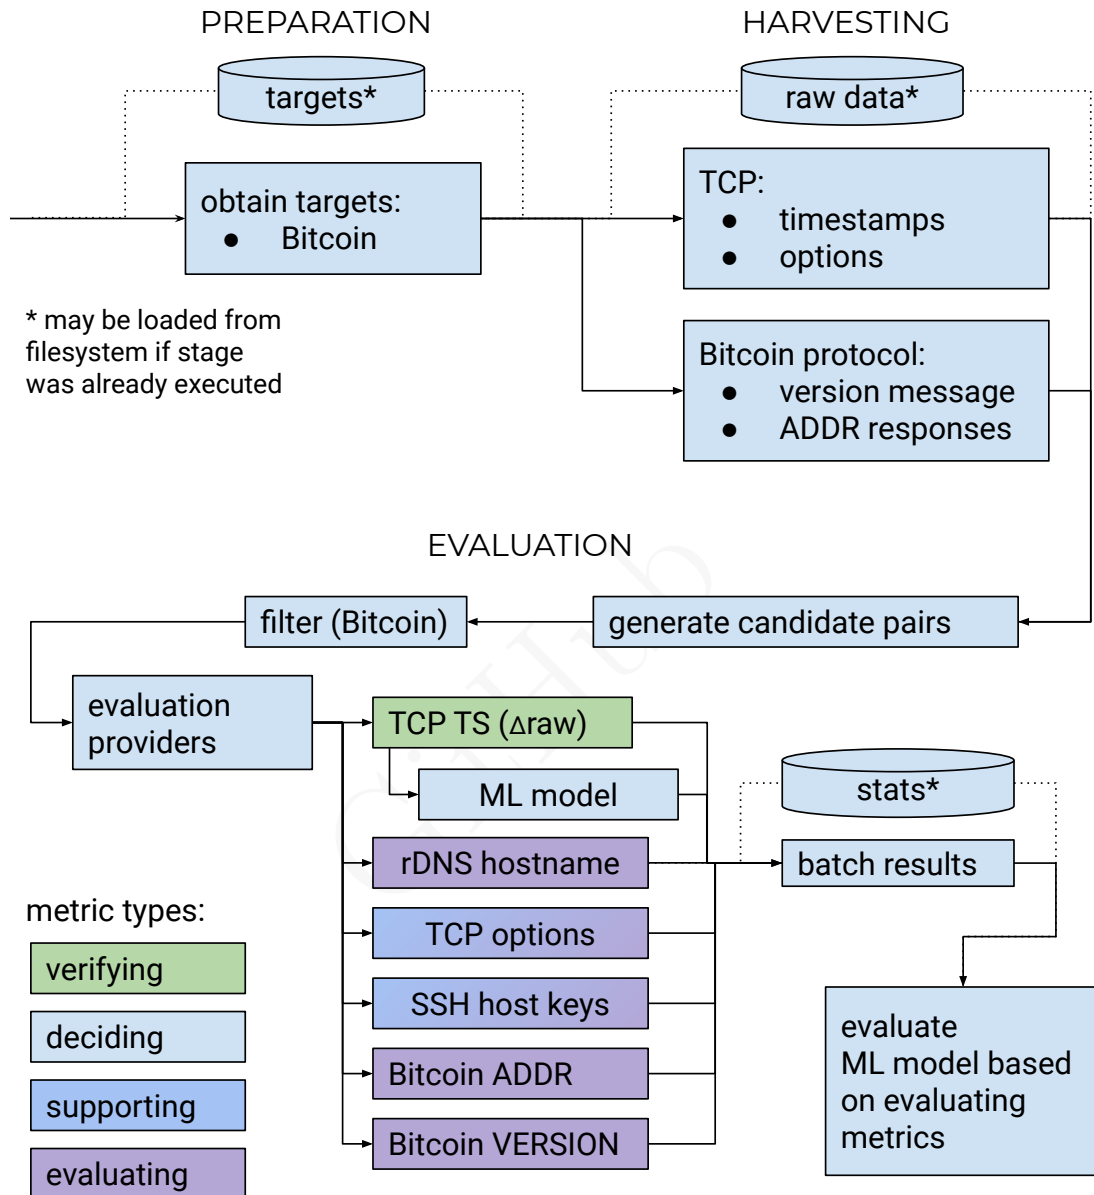 PREPARATION
HARVESTING
targets*
raw data*
obtain targets:
● Bitcoin
TCP:
● timestamps
● options
* may be loaded from
filesystem if stage
was already executed
Bitcoin protocol:
● version message
● ADDR responses
EVALUATION
filter (Bitcoin)
generate candidate pairs
evaluation
providers
TCP TS (Δraw)
ML model
stats*
rDNS hostname
batch results
metric types:
TCP options
verifying
SSH host keys
deciding
evaluate
ML model based
on evaluating
metrics
Bitcoin ADDR
supporting
Bitcoin VERSION
evaluating
GitHub